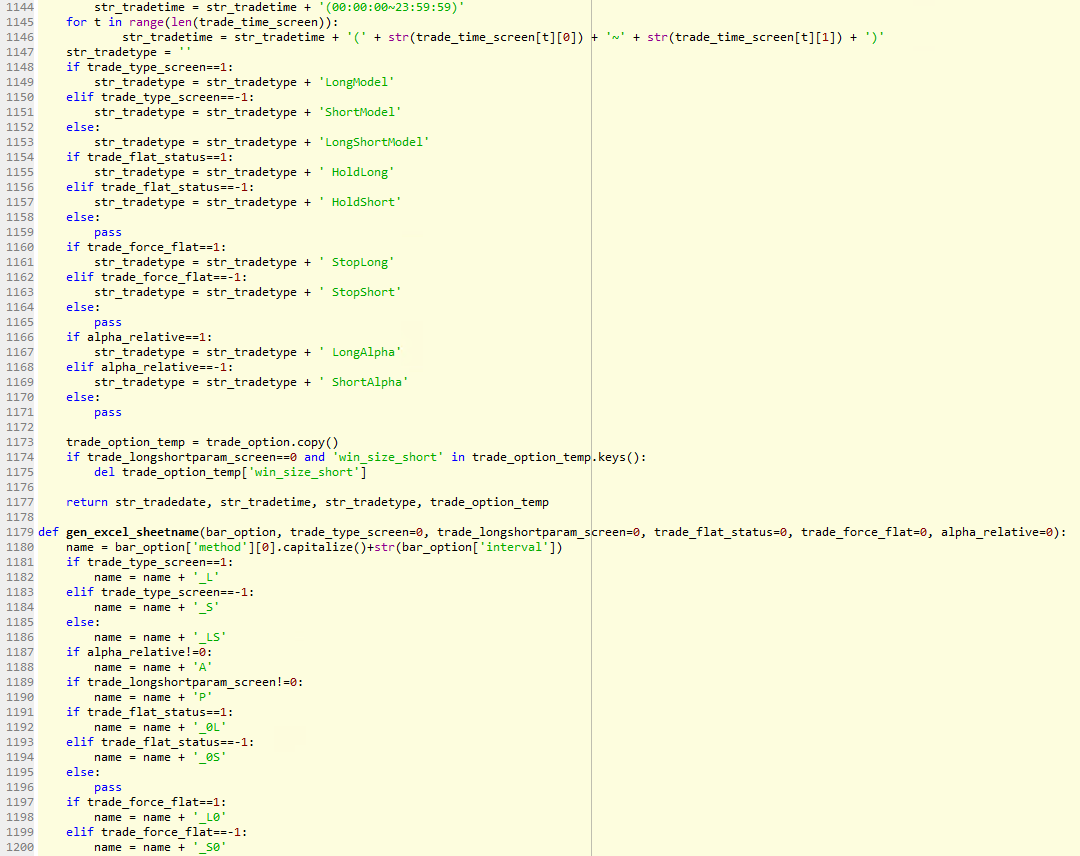 1144         str_tradetime = str_tradetime + '(00:00:00~23:59:59)'
1145     for t in range(len(trade_time_screen)):
1146             str_tradetime = str_tradetime + '(' + str(trade_time_screen[t][0]) + '~' + str(trade_time_screen[t][1]) + ')'
1147     str_tradetype = ''
1148     if trade_type_screen==1:
1149         str_tradetype = str_tradetype + 'LongModel'
1150     elif trade_type_screen==-1:
1151         str_tradetype = str_tradetype + 'ShortModel'
1152     else:
1153         str_tradetype = str_tradetype + 'LongShortModel'
1154     if trade_flat_status==1:
1155         str_tradetype = str_tradetype + ' HoldLong'
1156     elif trade_flat_status==-1:
1157         str_tradetype = str_tradetype + ' HoldShort'
1158     else:
1159         pass
1160     if trade_force_flat==1:
1161         str_tradetype = str_tradetype + ' StopLong'
1162     elif trade_force_flat==-1:
1163         str_tradetype = str_tradetype + ' StopShort'
1164     else:
1165         pass
1166     if alpha_relative==1:
1167         str_tradetype = str_tradetype + ' LongAlpha'
1168     elif alpha_relative==-1:
1169         str_tradetype = str_tradetype + ' ShortAlpha'
1170     else:
1171         pass
1172
1173     trade_option_temp = trade_option.copy()
1174     if trade_longshortparam_screen==0 and 'win_size_short' in trade_option_temp.keys():
1175         del trade_option_temp['win_size_short']
1176
1177     return str_tradedate, str_tradetime, str_tradetype, trade_option_temp
1178
1179 def gen_excel_sheetname(bar_option, trade_type_screen=0, trade_longshortparam_screen=0, trade_flat_status=0, trade_force_flat=0, alpha_relative=0):
1180     name = bar_option['method'][0].capitalize()+str(bar_option['interval'])
1181     if trade_type_screen==1:
1182         name = name + '_L'
1183     elif trade_type_screen==-1:
1184         name = name + '_S'
1185     else:
1186         name = name + '_LS'
1187     if alpha_relative!=0:
1188         name = name + 'A'
1189     if trade_longshortparam_screen!=0:
1190         name = name + 'P'
1191     if trade_flat_status==1:
1192         name = name + '_0L'
1193     elif trade_flat_status==-1:
1194         name = name + '_0S'
1195     else:
1196         pass
1197     if trade_force_flat==1:
1198         name = name + '_L0'
1199     elif trade_force_flat==-1:
1200         name = name + '_S0'